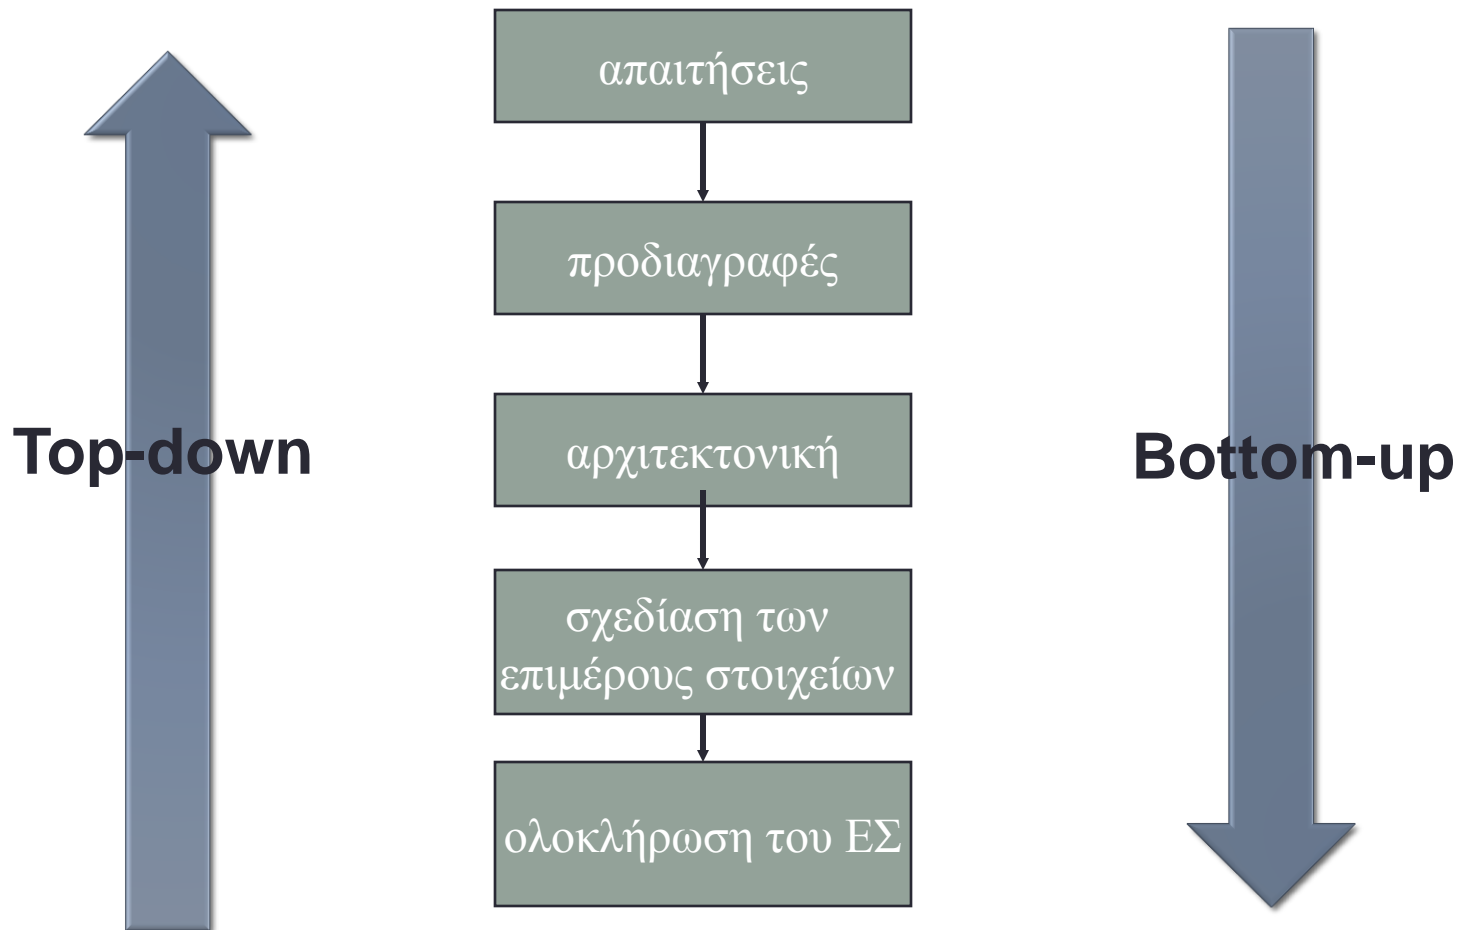 απαιτήσεις
προδιαγραφές
Top-down
αρχιτεκτονική
Bottom-up
σχεδίαση των
επιμέρους στοιχείων
ολοκλήρωση του ΕΣ